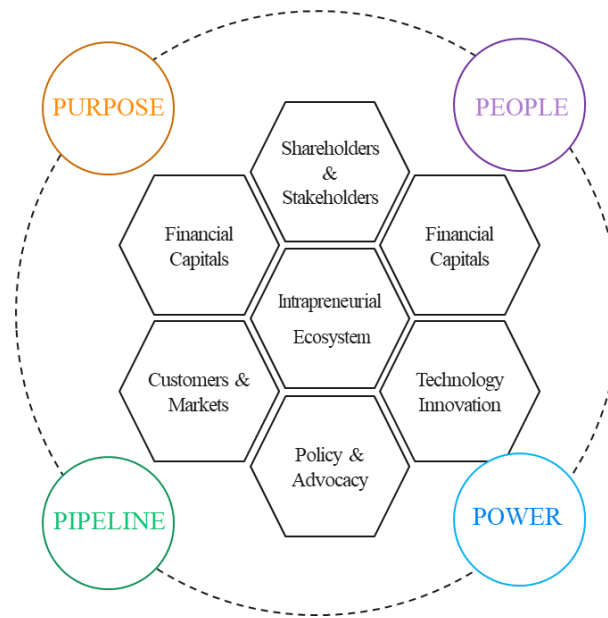 PURPOSE
PEOPLE
Shareholders
&
Stakeholders
Financial
Capitals
Financial
Capitals
Intrapreneurial
Ecosystem
Customers &
Markets
Technology
Innovation
Policy &
Advocacy
PIPELINE
POWER